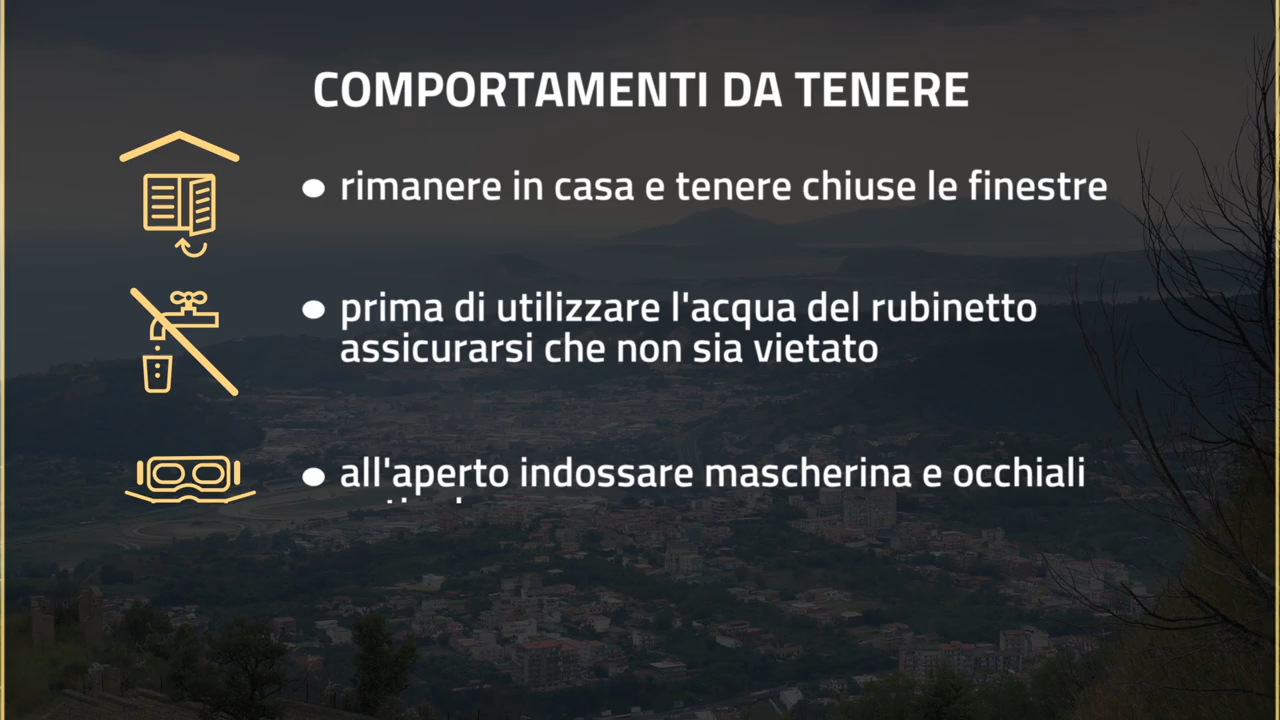 COMPORTAMENTI DA TENERE
• rimanere in casa e tenere chiuse le finestre
• prima di utilizzare l'acqua del rubinetto
assicurarsi che non sia vietato
• all'aperto indossare mascherina e occhiali